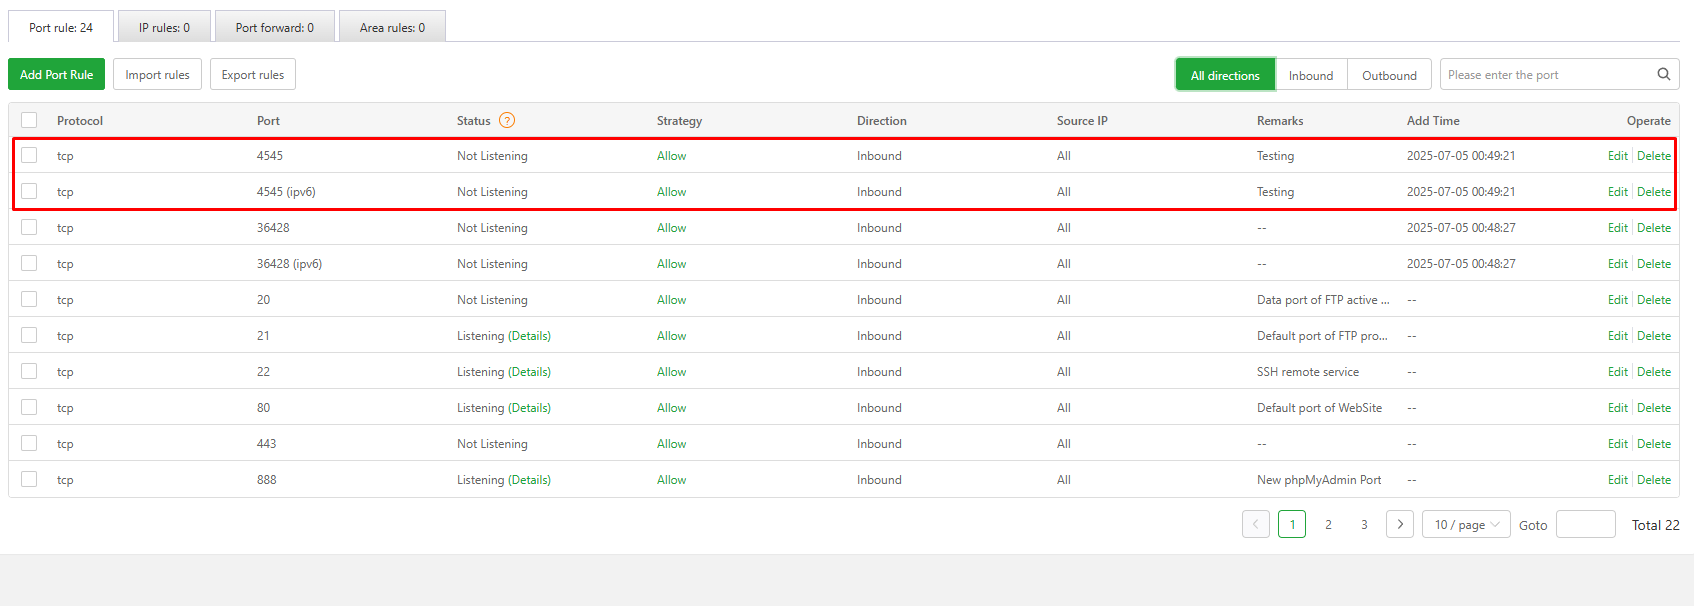 Port rule: 24 IP rules: 0 Port forward: 0 Area rules: 0
Add Port Rule Import rules Export rules All directions Inbound Outbound Please enter the port
Protocol Port Status ? Strategy Direction Source IP Remarks Add Time Operate
tcp 4545 Not Listening Allow Inbound All Testing 2025-07-05 00:49:21 Edit Delete
tcp 4545 (ipv6) Not Listening Allow Inbound All Testing 2025-07-05 00:49:21 Edit Delete
tcp 36428 Not Listening Allow Inbound All -- 2025-07-05 00:48:27 Edit Delete
tcp 36428 (ipv6) Not Listening Allow Inbound All -- 2025-07-05 00:48:27 Edit Delete
tcp 20 Not Listening Allow Inbound All Data port of FTP active ... -- Edit Delete
tcp 21 Listening (Details) Allow Inbound All Default port of FTP pro... -- Edit Delete
tcp 22 Listening (Details) Allow Inbound All SSH remote service -- Edit Delete
tcp 80 Listening (Details) Allow Inbound All Default port of WebSite -- Edit Delete
tcp 443 Not Listening Allow Inbound All -- -- Edit Delete
tcp 888 Listening (Details) Allow Inbound All New phpMyAdmin Port -- Edit Delete
1 2 3 10 / page Goto Total 22